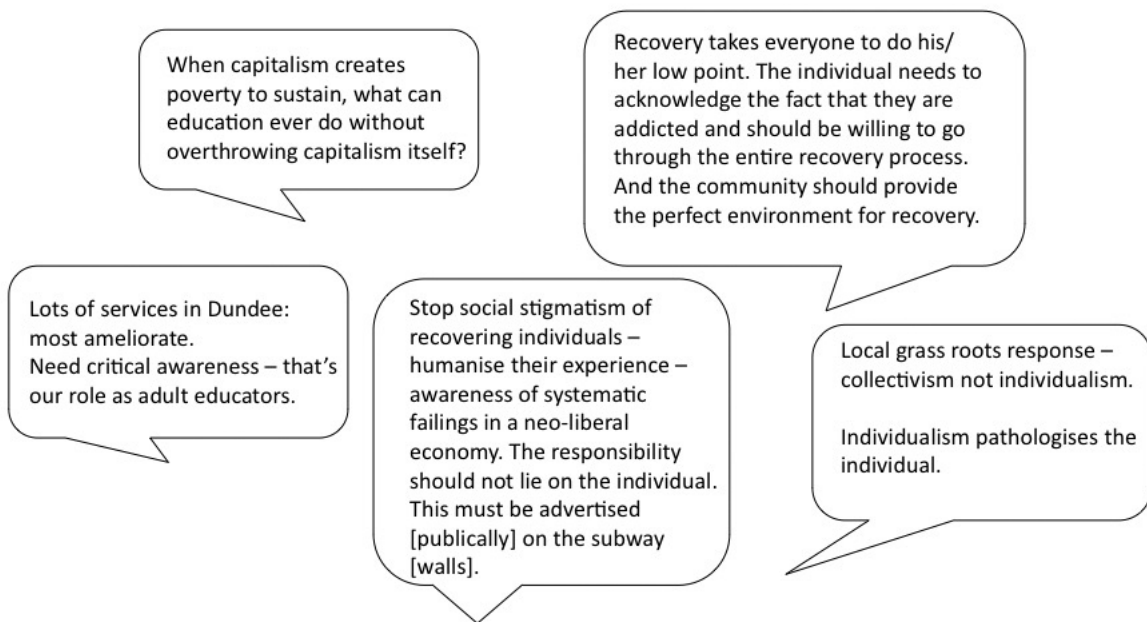 When capitalism creates
poverty to sustain, what can
education ever do without
overthrowing capitalism itself?
Recovery takes everyone to do his/
her low point. The individual needs to
acknowledge the fact that they are
addicted and should be willing to go
through the entire recovery process.
And the community should provide
the perfect environment for recovery.
Lots of services in Dundee:
most ameliorate.
Need critical awareness – that’s
our role as adult educators.
Stop social stigmatism of
recovering individuals –
humanise their experience –
awareness of systematic
failings in a neo-liberal
economy. The responsibility
should not lie on the individual.
This must be advertised
[publically] on the subway
[walls].
Local grass roots response –
collectivism not individualism.
Individualism pathologises the
individual.